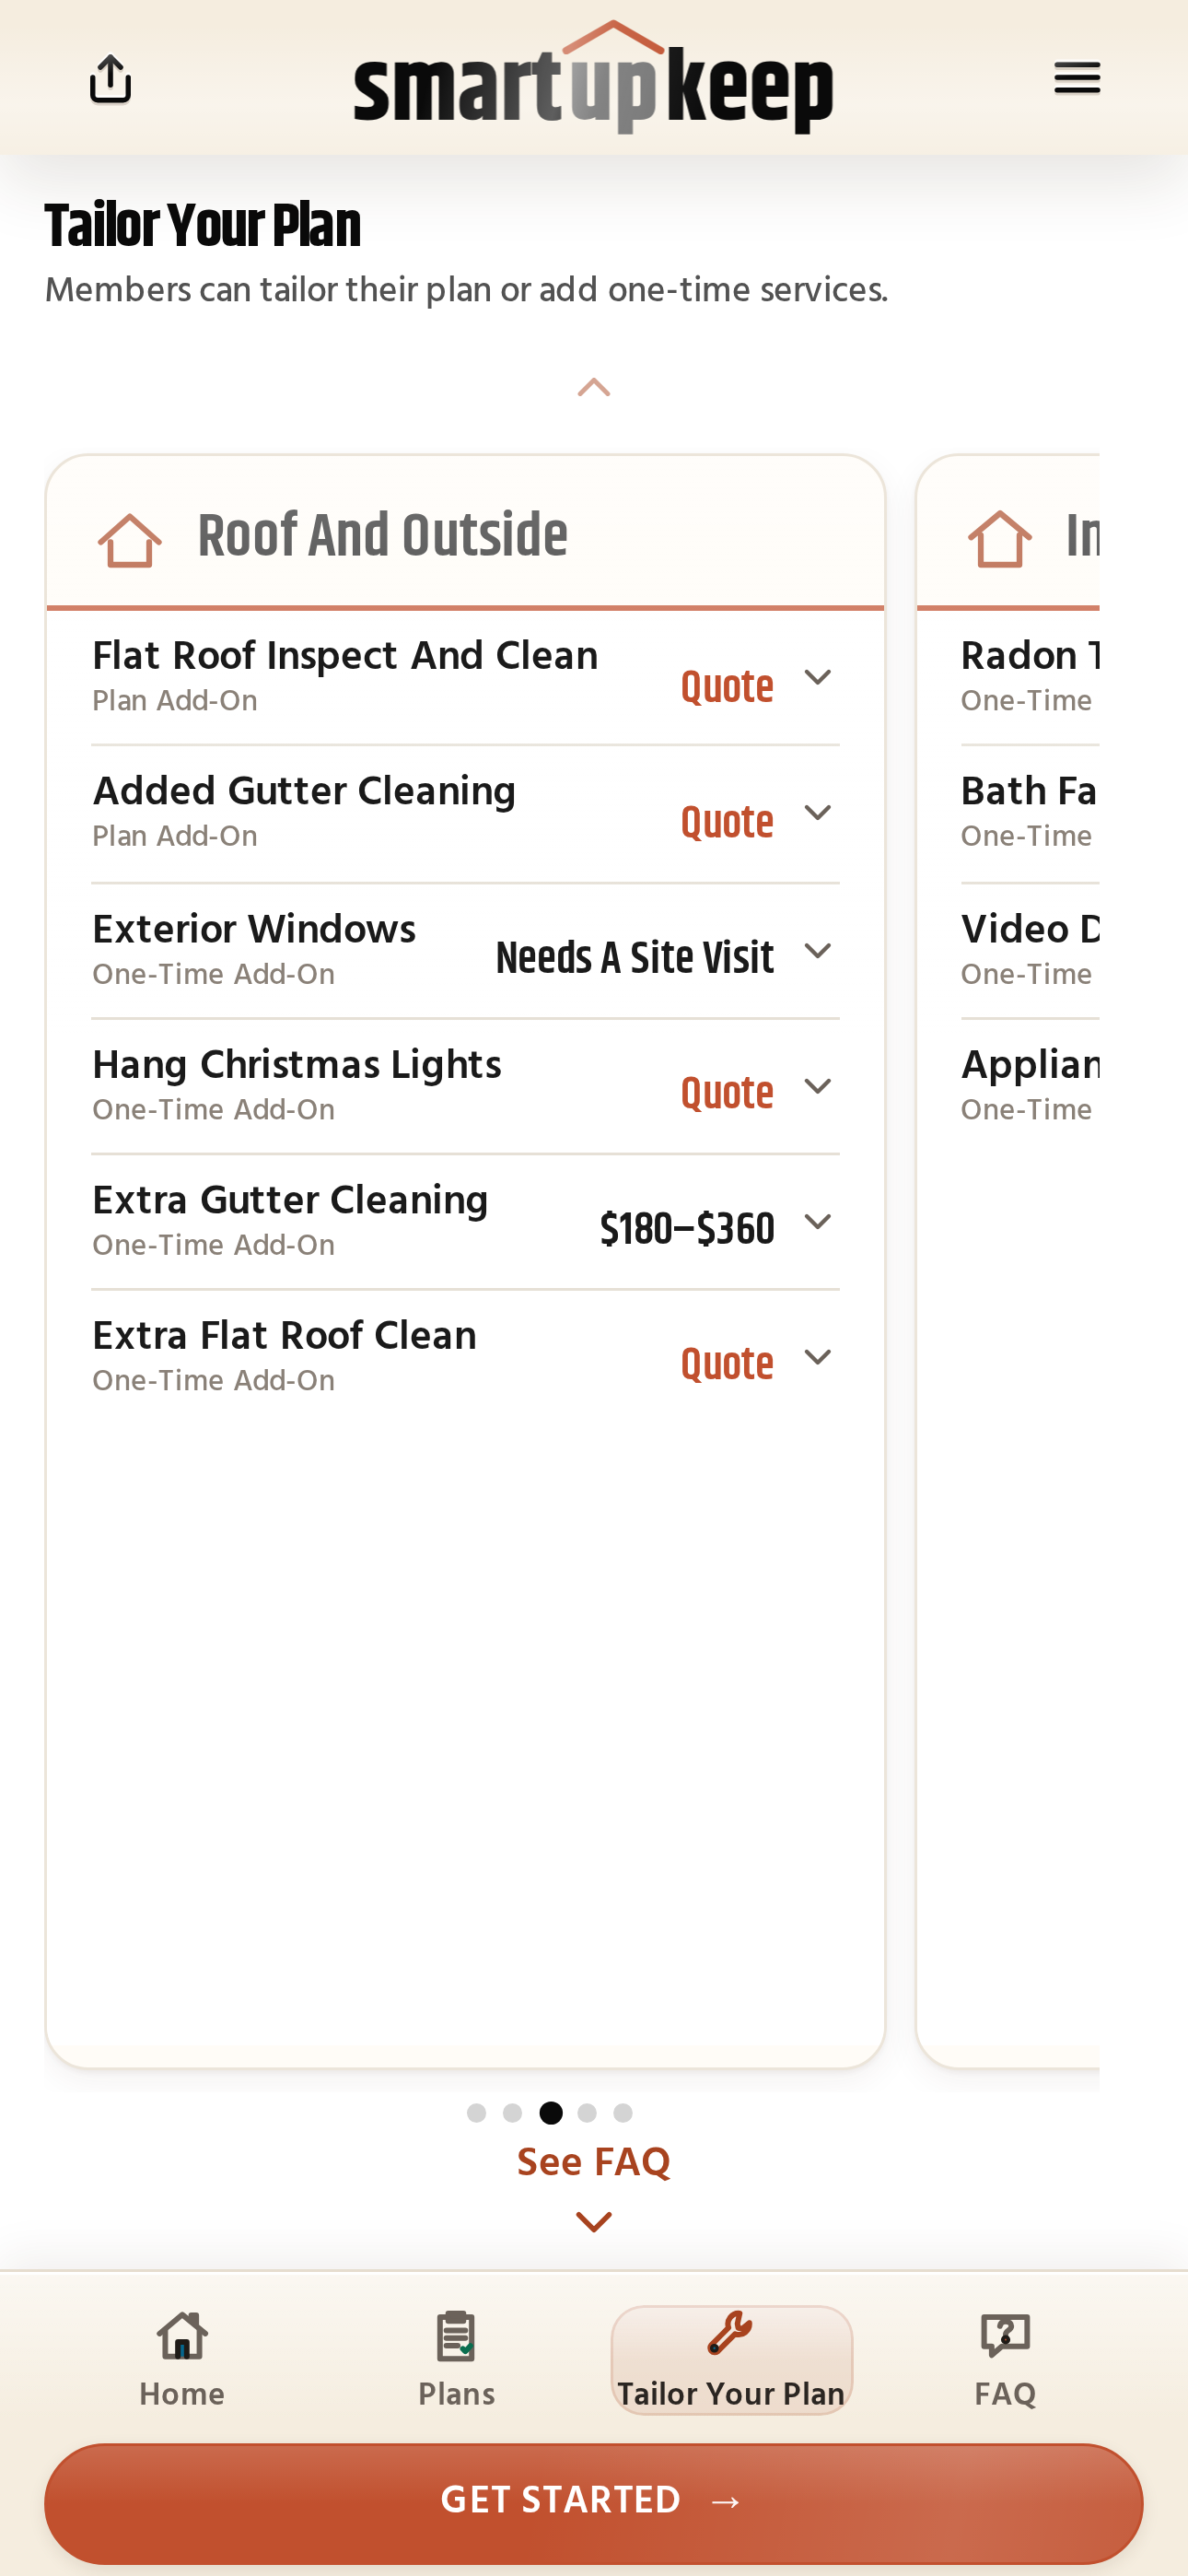 smartupkeep
Tailor Your Plan
Members can tailor their plan or add one-time services.
Roof And Outside
Flat Roof Inspect And Clean
Plan Add-On
Quote
Added Gutter Cleaning
Plan Add-On
Quote
Exterior Windows
One-Time Add-On
Needs A Site Visit
Hang Christmas Lights
One-Time Add-On
Quote
Extra Gutter Cleaning
One-Time Add-On
$180–$360
Extra Flat Roof Clean
One-Time Add-On
Quote
Radon
One-Time
Bath
One-Time
Video
One-Time
One-Time
See FAQ
Home
Plans
Tailor Your Plan
FAQ
GET STARTED →